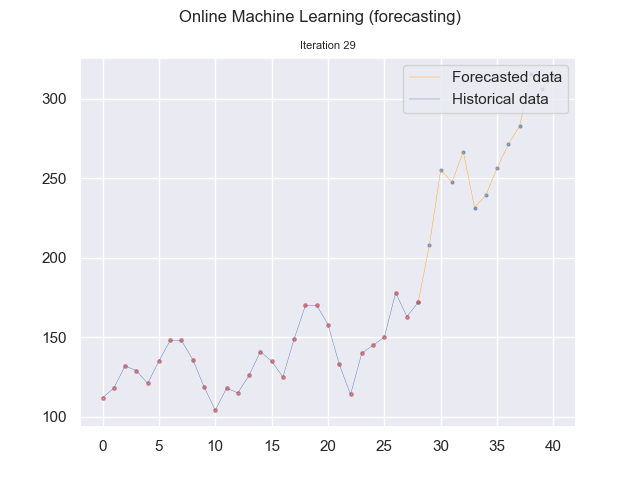 Online Machine Learning (forecasting)
Iteration 29
Forecasted data
Historical data
300
250
200
150
100
0 5 10 15 20 25 30 35 40